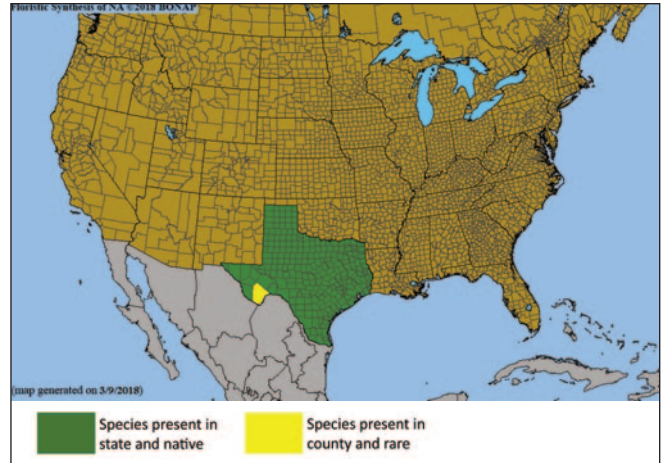 Floristic Synthesis of NA ©2018 BONAP
(map generated on 3/9/2018)
Species present in
state and native
Species present in
county and rare